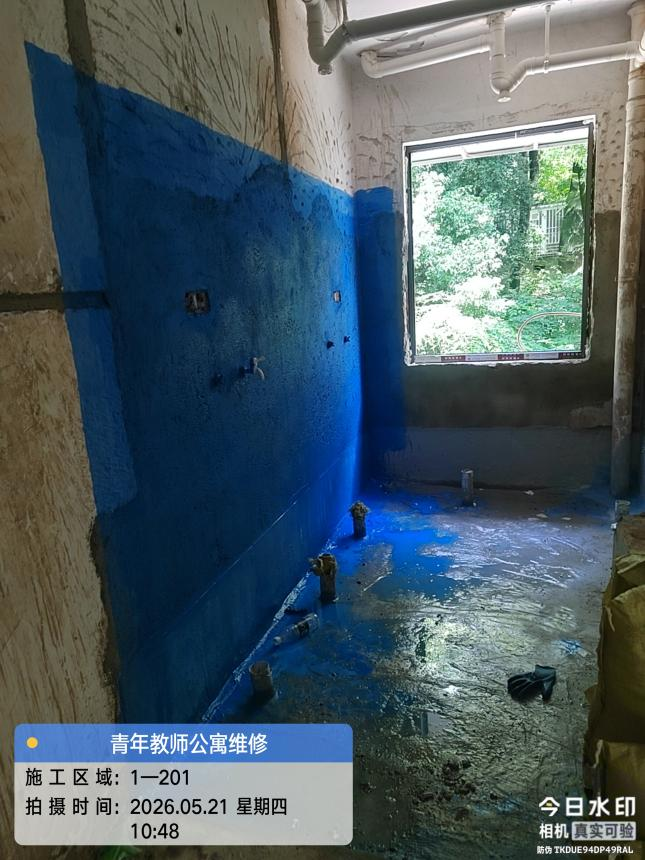 青年教师公寓维修
施工区域：1—201
拍摄时间：2026.05.21 星期四
10:48
今日水印
相机 真实可验
防伪 TKDUE94DP49RAL